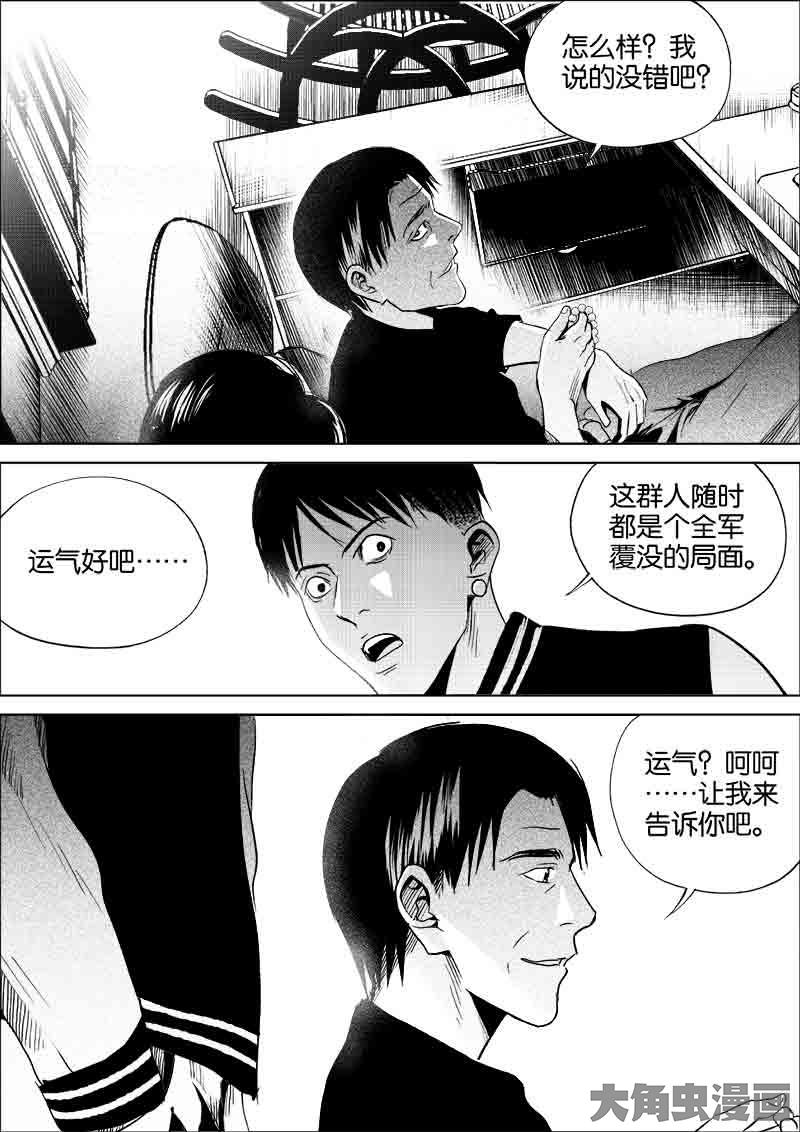 怎么样？我
说的没错吧？
这群人随时
都是个全军
覆没的局面。
运气好吧……
运气？呵呵
……让我来
告诉你吧。
大角虫漫画